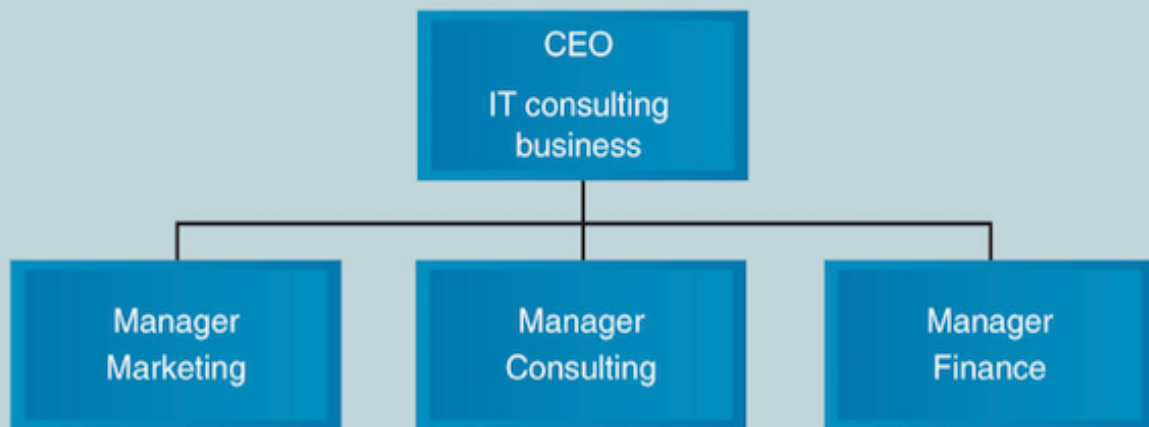 CEO
IT consulting
business
Manager
Marketing
Manager
Consulting
Manager
Finance